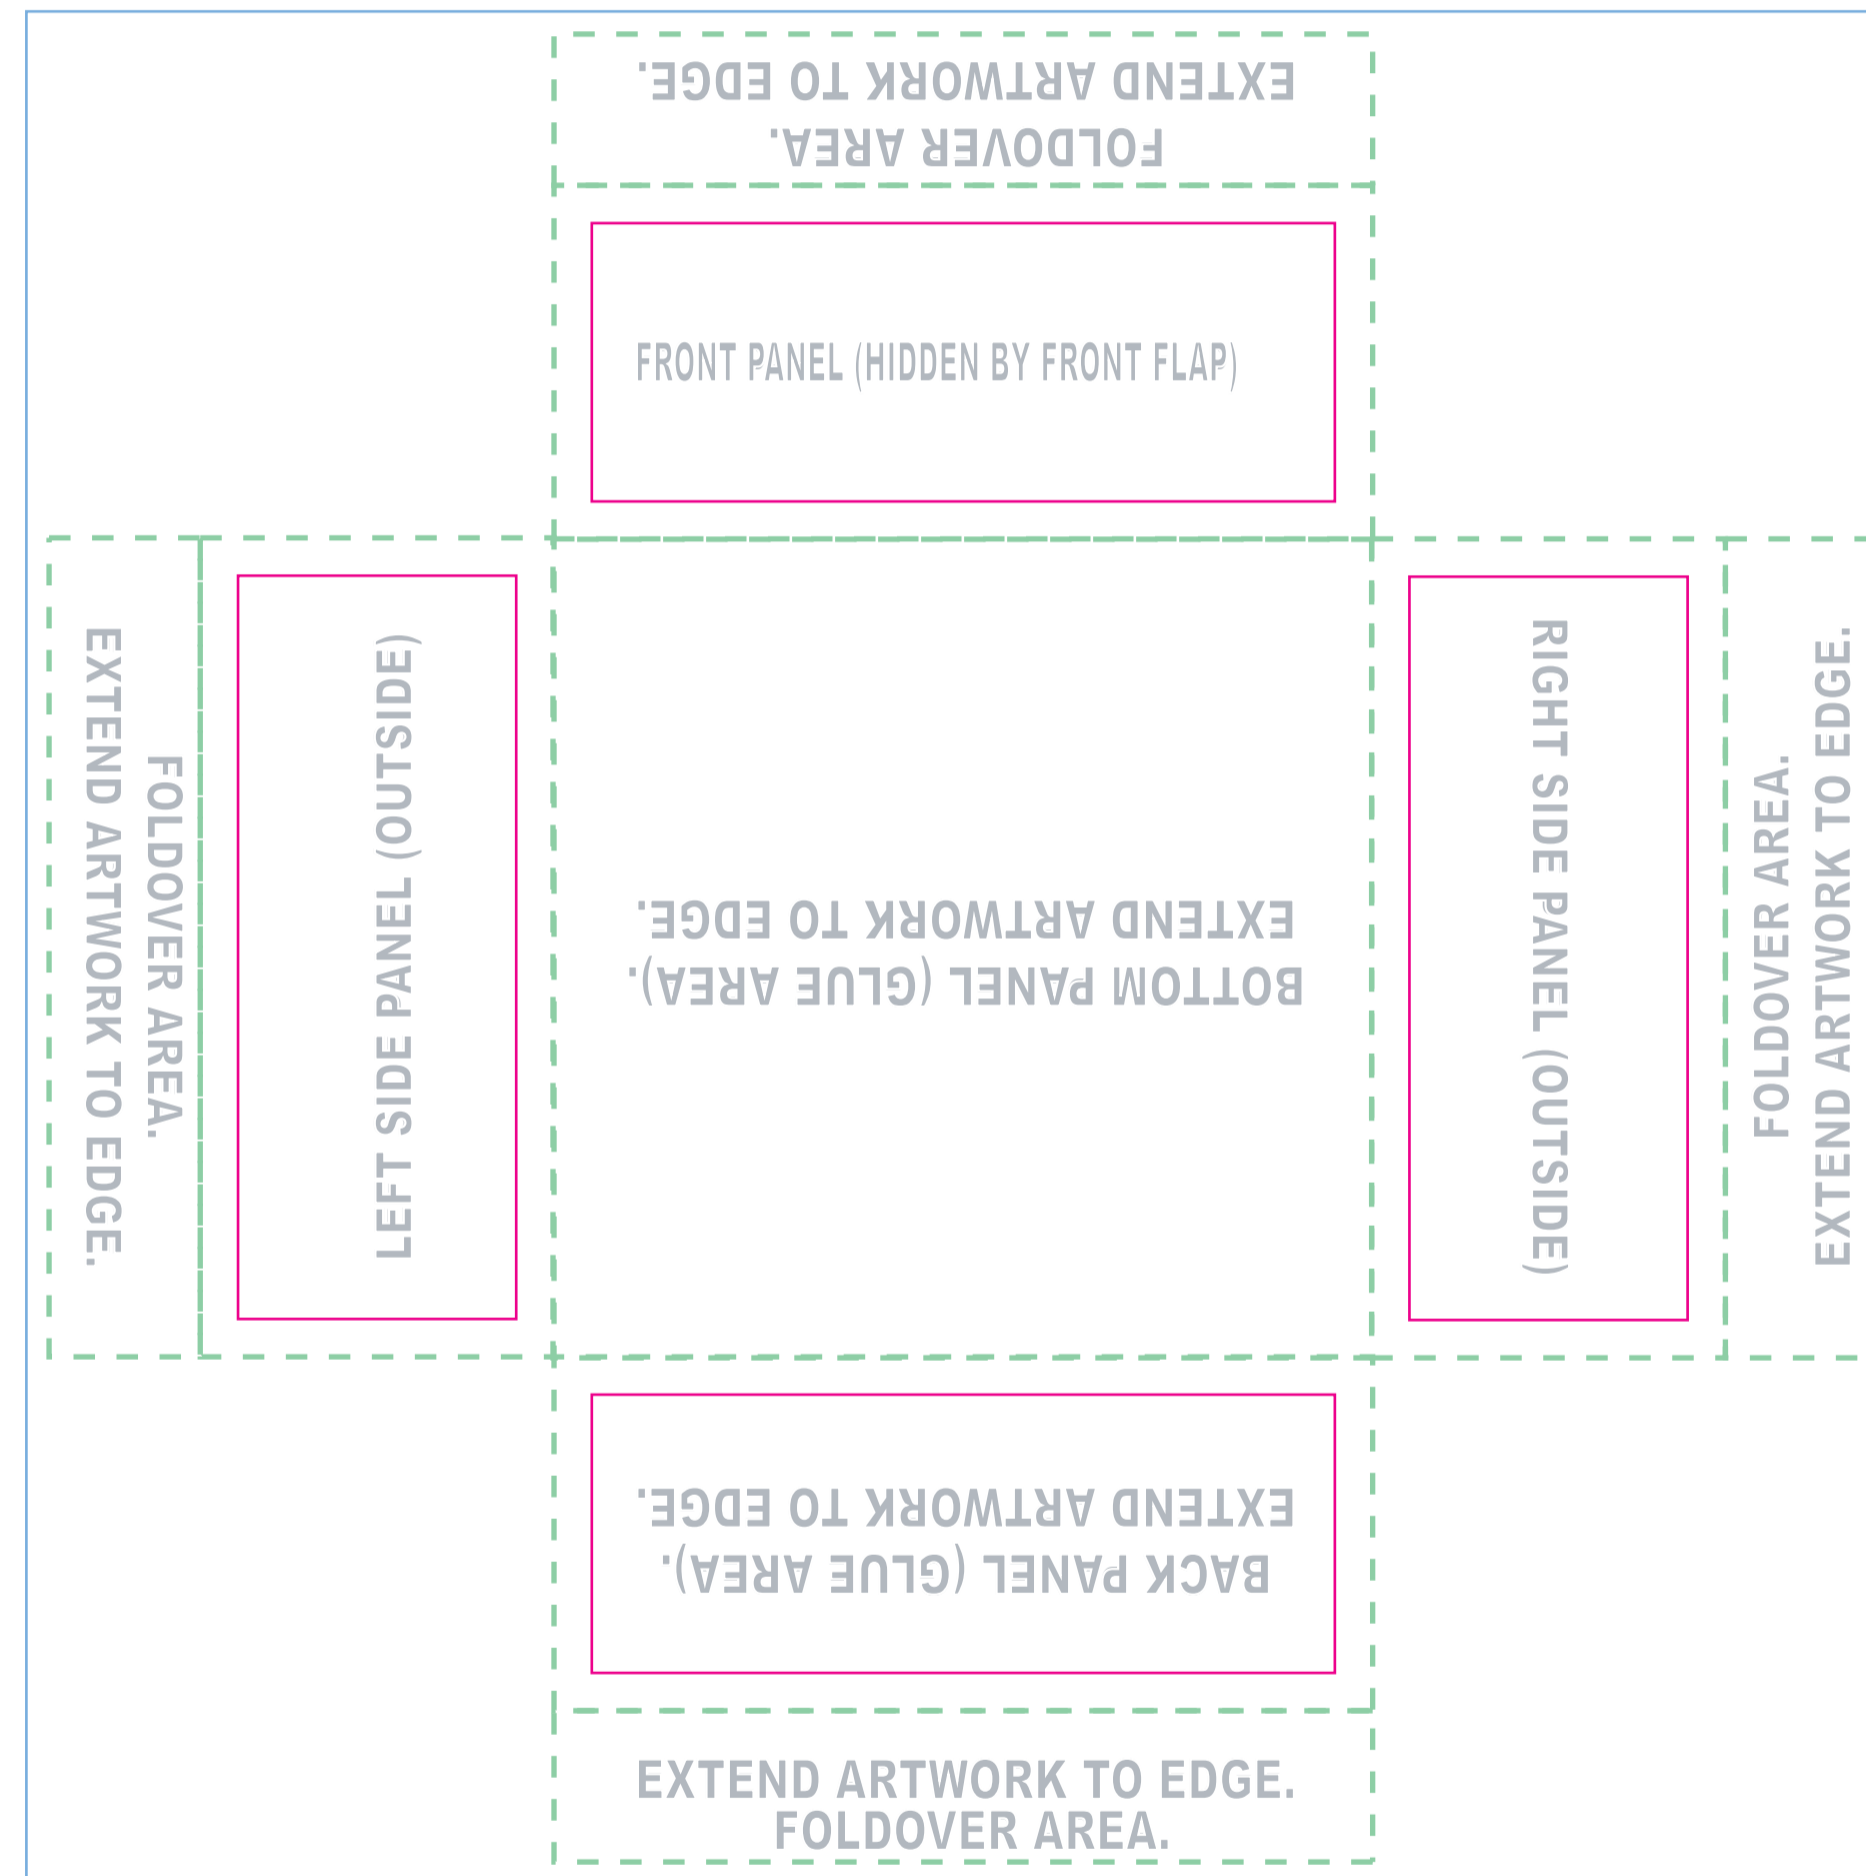 FOLDOVER AREA.
EXTEND ARTWORK TO EDGE.
FRONT PANEL (HIDDEN BY FRONT FLAP)
FOLDOVER AREA.
EXTEND ARTWORK TO EDGE.
LEFT SIDE PANEL (OUTSIDE)
BOTTOM PANEL (GLUE AREA).
EXTEND ARTWORK TO EDGE.
RIGHT SIDE PANEL (OUTSIDE)
FOLDOVER AREA.
EXTEND ARTWORK TO EDGE.
BACK PANEL (GLUE AREA).
EXTEND ARTWORK TO EDGE.
EXTEND ARTWORK TO EDGE.
FOLDOVER AREA.